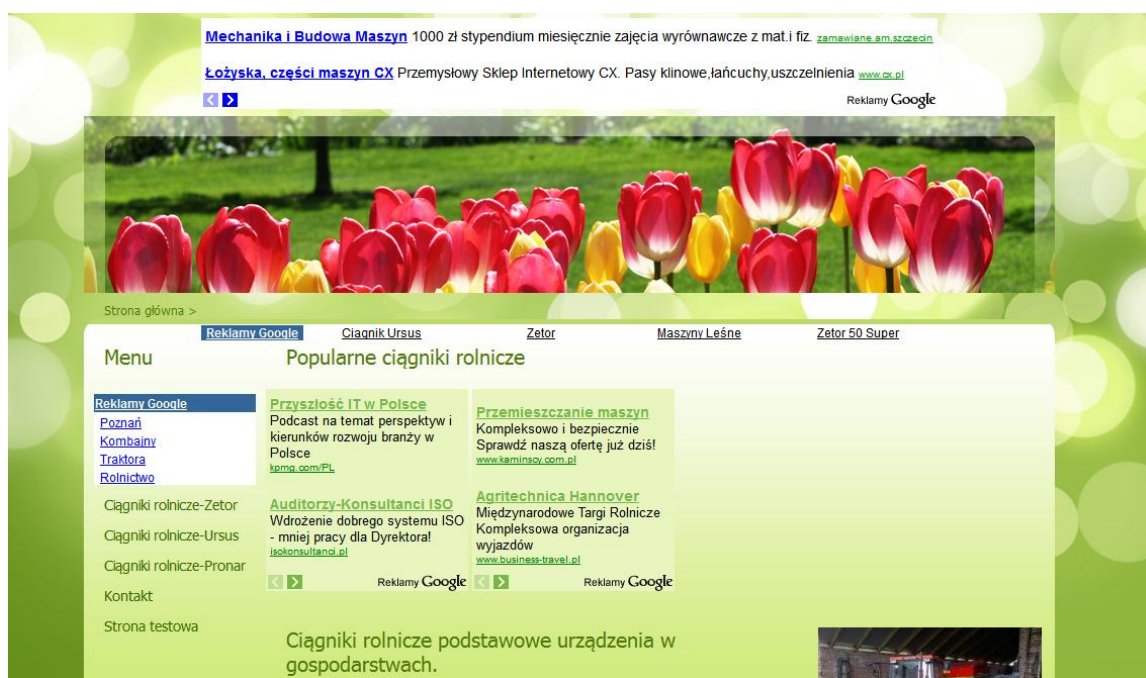 Mechanika i Budowa Maszyn 1000 zł stypendium miesięcznie zajęcia wyrównawcze z mat.i fiz. zamawiane.am.szczecin
Łożyska, części maszyn CX Przemysłowy Sklep Internetowy CX. Pasy klinowe,łańcuchy,uszczelnienia www.cx.pl
Reklamy Google
Strona główna >
Reklamy Google Ciągnik Ursus Zetor Maszyny Leśne Zetor 50 Super
Menu
Reklamy Google
Poznań
Kombajny
Traktora
Rolnictwo
Ciągniki rolnicze-Zetor
Ciągniki rolnicze-Ursus
Ciągniki rolnicze-Pronar
Kontakt
Strona testowa
Popularne ciągniki rolnicze
Przyszłość IT w Polsce
Podcast na temat perspektyw i
kierunków rozwoju branży w
Polsce
kpmg.com/PL
Auditorzy-Konsultanci ISO
Wdrożenie dobrego systemu ISO
- mniej pracy dla Dyrektora!
isokonsultanci.pl
Reklamy Google
Przemieszczanie maszyn
Kompleksowo i bezpiecznie
Sprawdź naszą ofertę już dziś!
www.kaminscy.com.pl
Agritechnica Hannover
Międzynarodowe Targi Rolnicze
Kompleksowa organizacja
wyjazdów
www.business-travel.pl
Reklamy Google
Ciągniki rolnicze podstawowe urządzenia w
gospodarstwach.